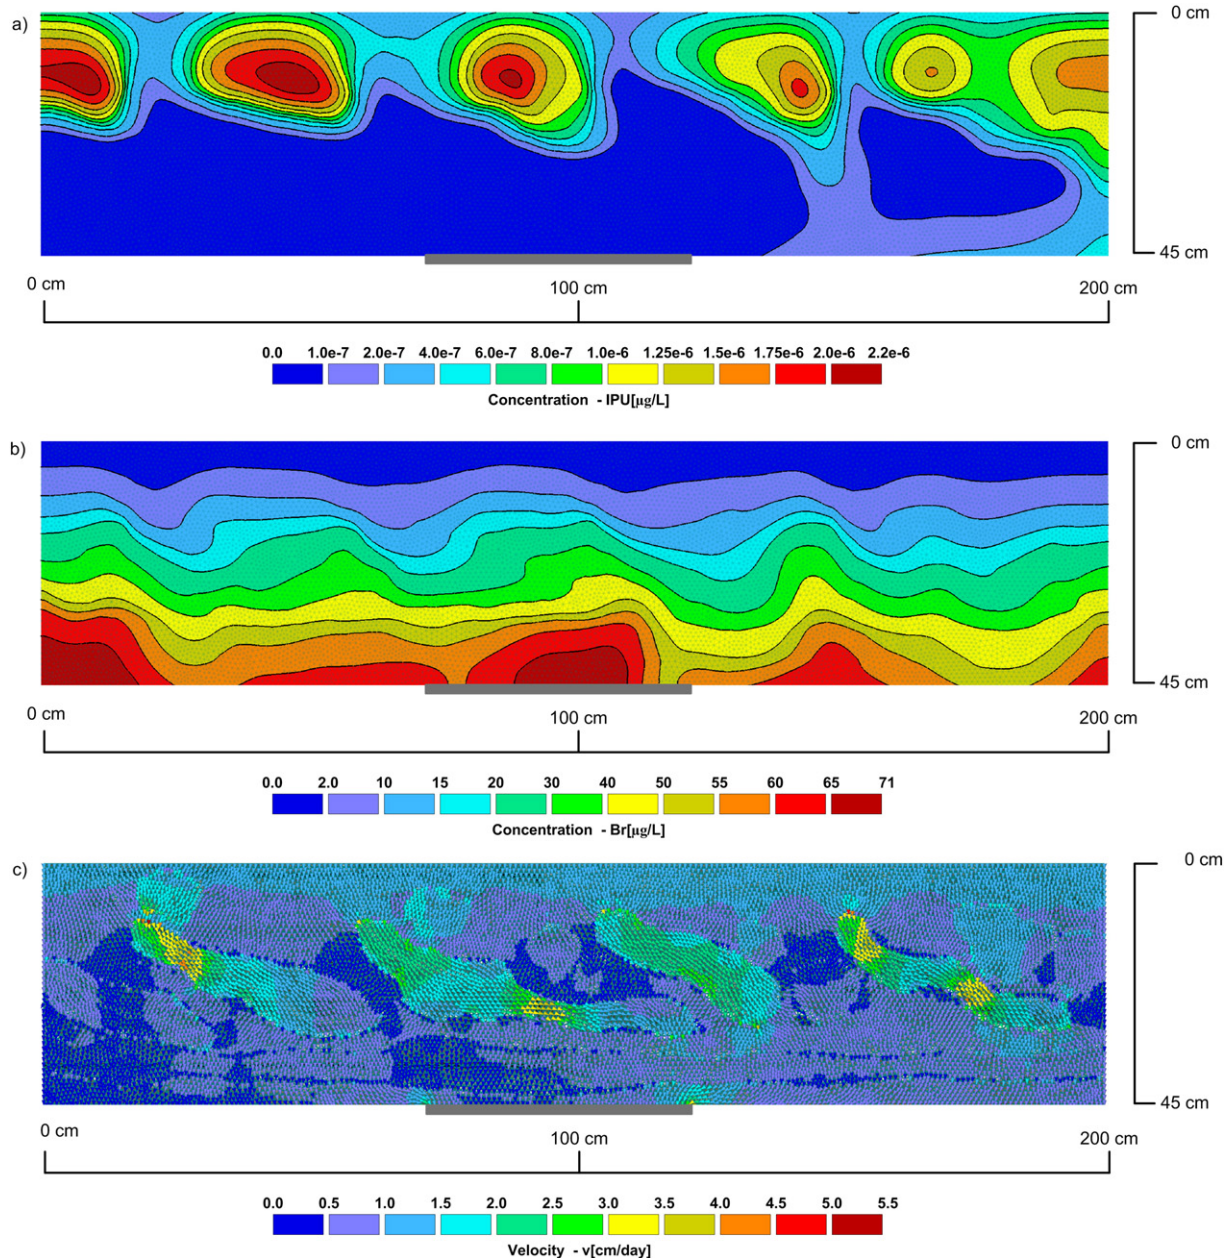 a)
0 cm
45 cm
0 cm 100 cm 200 cm
0.0 1.0e-7 2.0e-7 4.0e-7 6.0e-7 8.0e-7 1.0e-6 1.25e-6 1.5e-6 1.75e-6 2.0e-6 2.2e-6
Concentration - IPU[µg/L]
b)
0 cm
45 cm
0 cm 100 cm 200 cm
0.0 2.0 10 15 20 30 40 50 55 60 65 71
Concentration - Br[µg/L]
c)
0 cm
45 cm
0 cm 100 cm 200 cm
0.0 0.5 1.0 1.5 2.0 2.5 3.0 3.5 4.0 4.5 5.0 5.5
Velocity - v[cm/day]